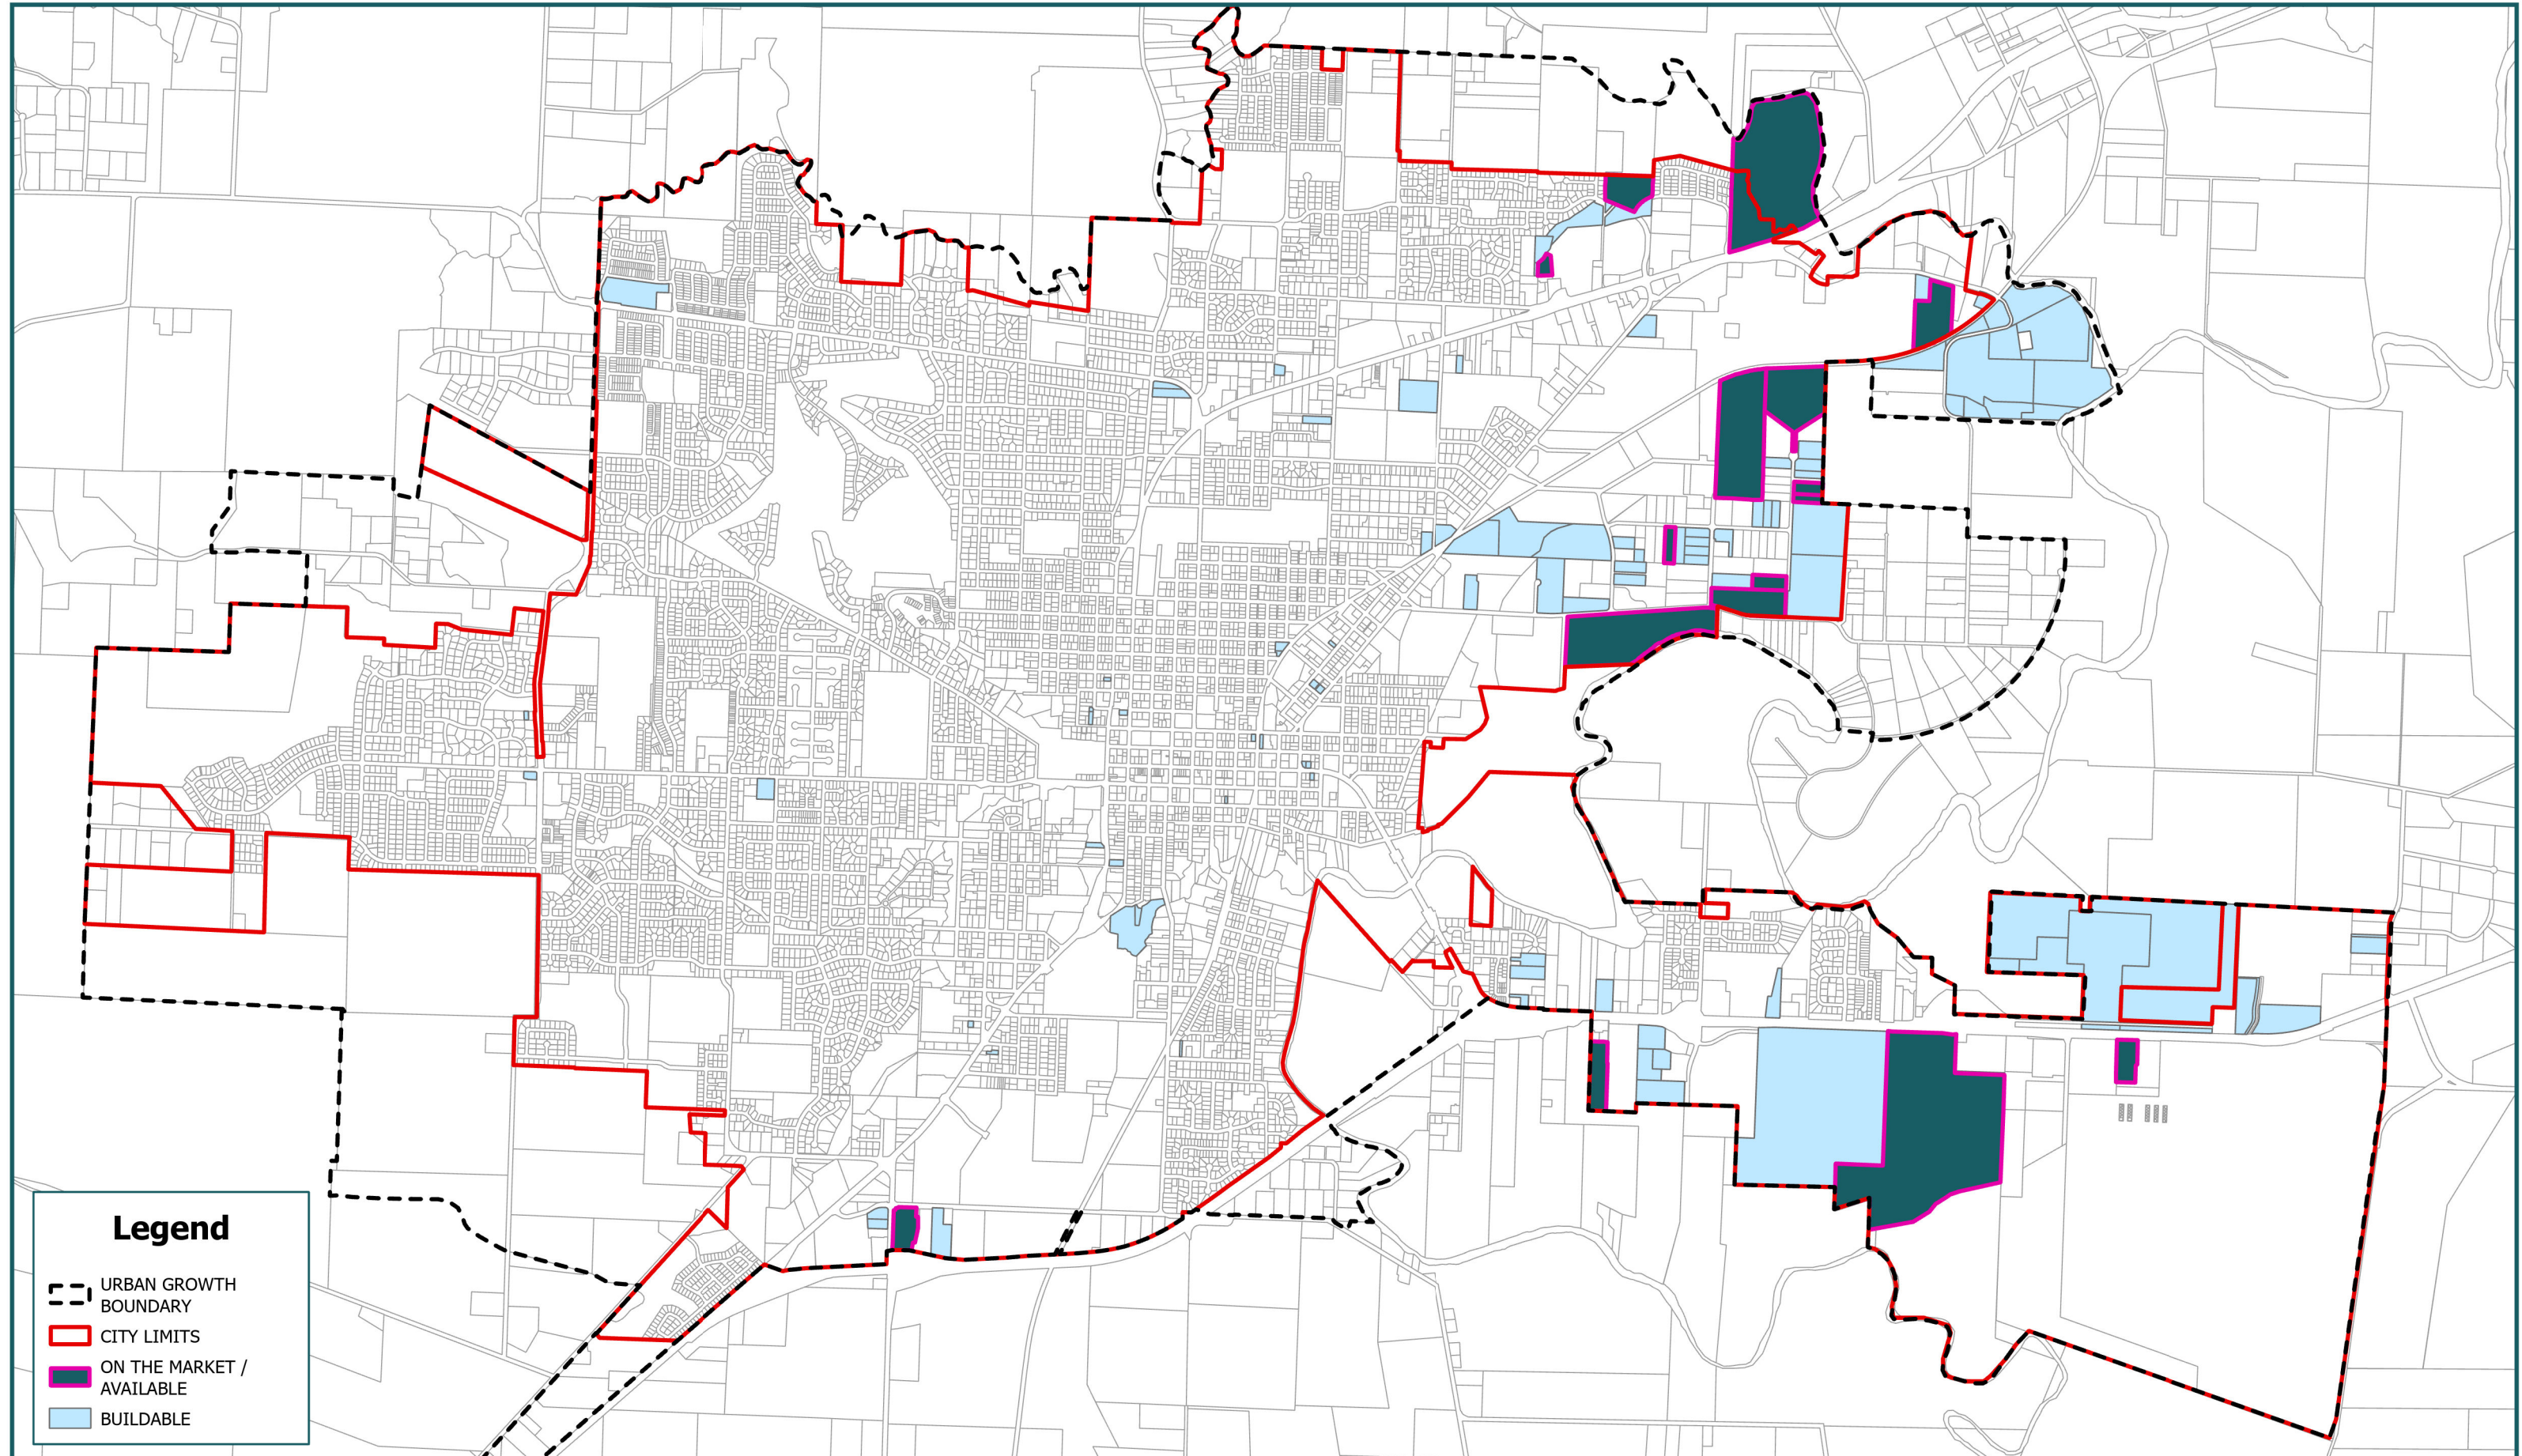 Legend
URBAN GROWTH
BOUNDARY
CITY LIMITS
ON THE MARKET /
AVAILABLE
BUILDABLE